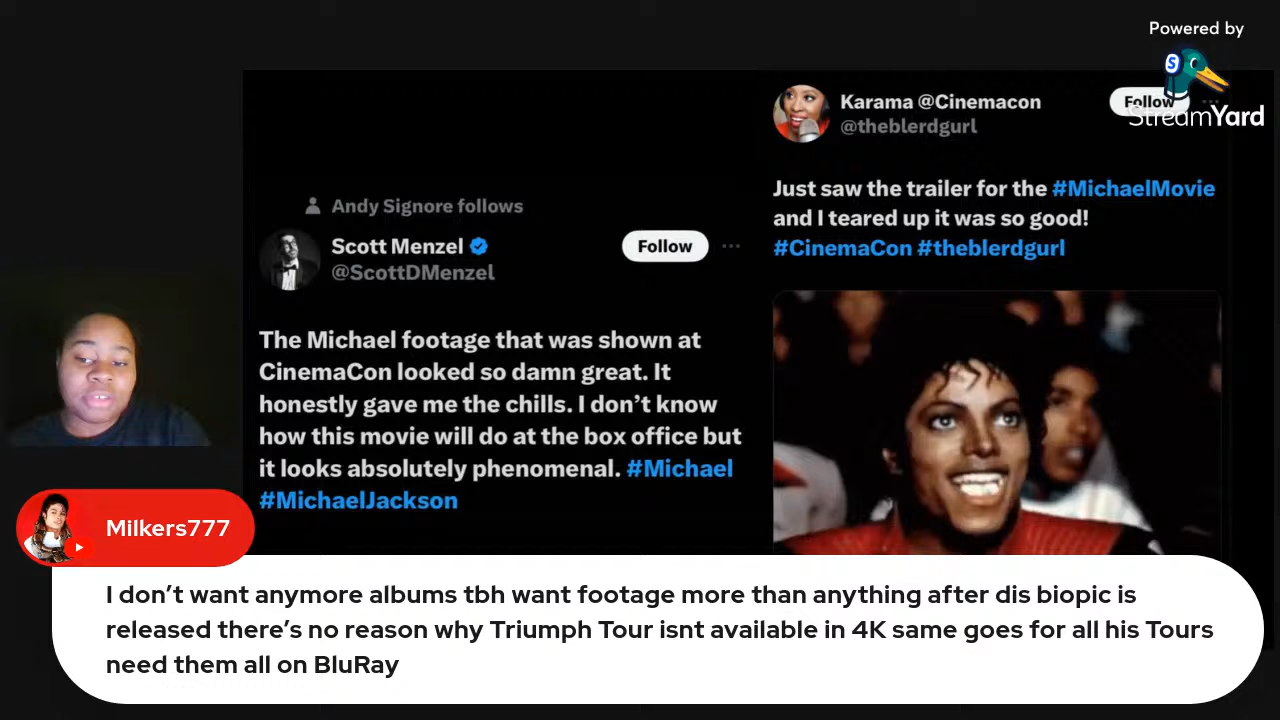 Powered by
StreamYard
Andy Signore follows
Scott Menzel
@ScottDMenzel
Follow
The Michael footage that was shown at
CinemaCon looked so damn great. It
honestly gave me the chills. I don’t know
how this movie will do at the box office but
it looks absolutely phenomenal. #Michael
#MichaelJackson
Karama @Cinemacon
@theblerdgurl
Follow
Just saw the trailer for the #MichaelMovie
and I teared up it was so good!
#CinemaCon #theblerdgurl
Milkers777
I don’t want anymore albums tbh want footage more than anything after dis biopic is
released there’s no reason why Triumph Tour isnt available in 4K same goes for all his Tours
need them all on BluRay